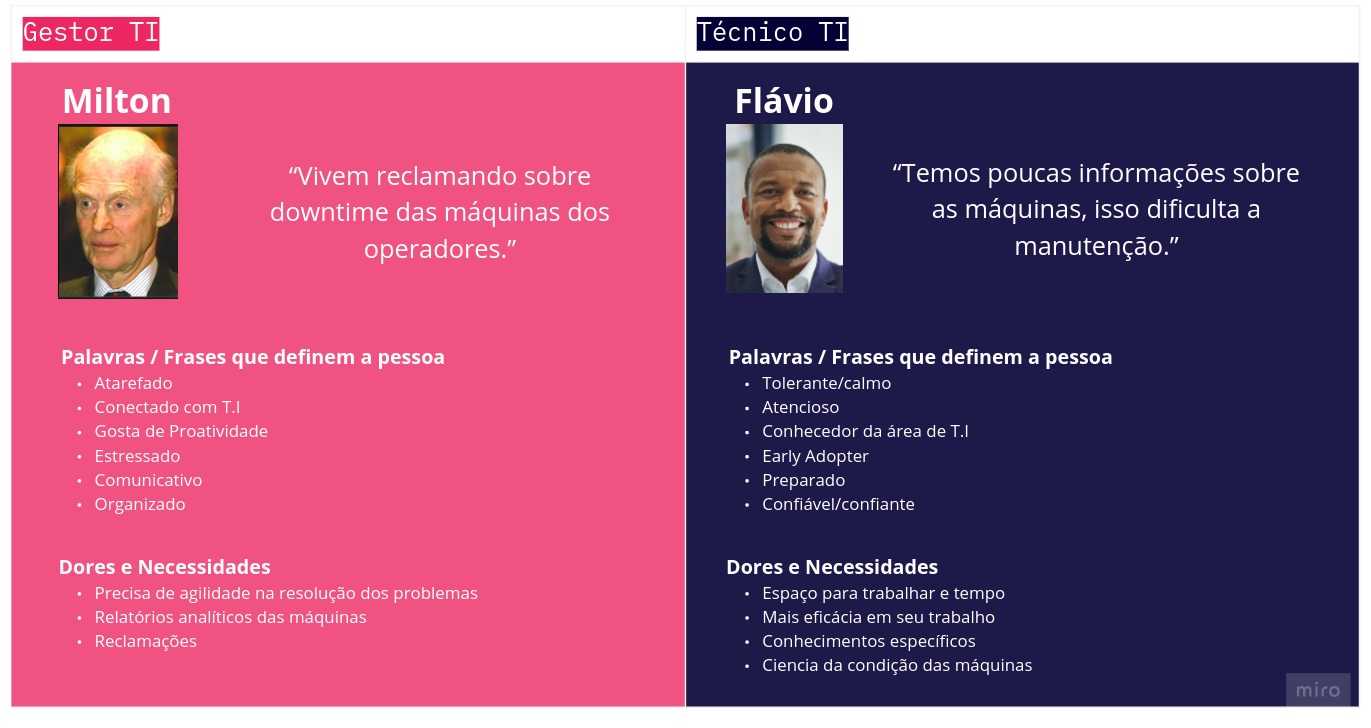 Gestor TI
Milton
“Vivem reclamando sobre
downtime das máquinas dos
operadores.”
Palavras / Frases que definem a pessoa
• Atarefado
• Conectado com T.I
• Gosta de Proatividade
• Estressado
• Comunicativo
• Organizado
Dores e Necessidades
• Precisa de agilidade na resolução dos problemas
• Relatórios analíticos das máquinas
• Reclamações
Técnico TI
Flávio
“Temos poucas informações sobre
as máquinas, isso dificulta a
manutenção.”
Palavras / Frases que definem a pessoa
• Tolerante/calmo
• Atencioso
• Conhecedor da área de T.I
• Early Adopter
• Preparado
• Confiável/confiante
Dores e Necessidades
• Espaço para trabalhar e tempo
• Mais eficácia em seu trabalho
• Conhecimentos específicos
• Ciencia da condição das máquinas
miro